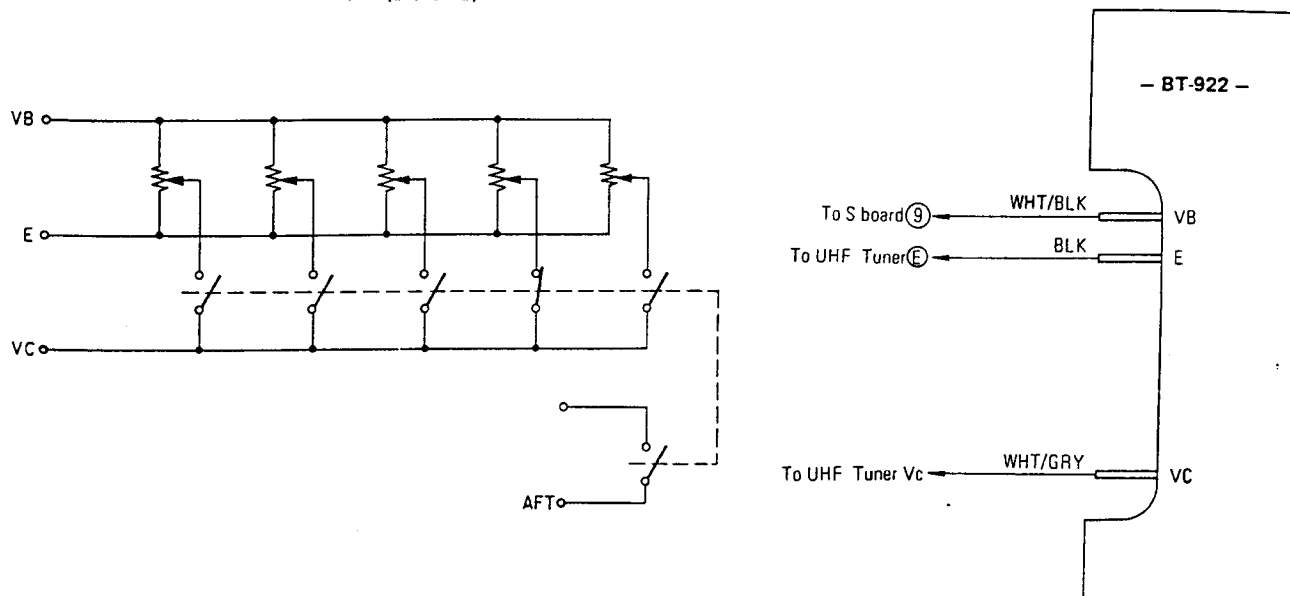 VB
E
VC
AFT
– BT-922 –
To S board ⑨ WHT/BLK VB
To UHF Tuner Ⓔ BLK E
To UHF Tuner Vc WHT/GRY VC